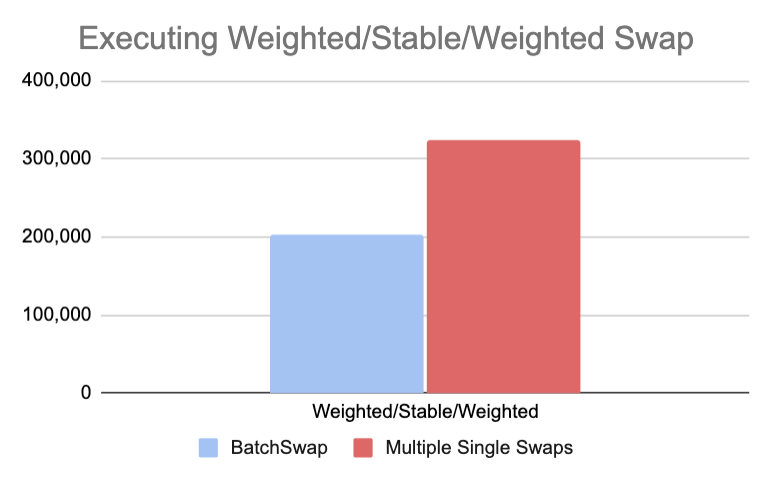 Executing Weighted/Stable/Weighted Swap
400,000
300,000
200,000
100,000
0
Weighted/Stable/Weighted
BatchSwap
Multiple Single Swaps